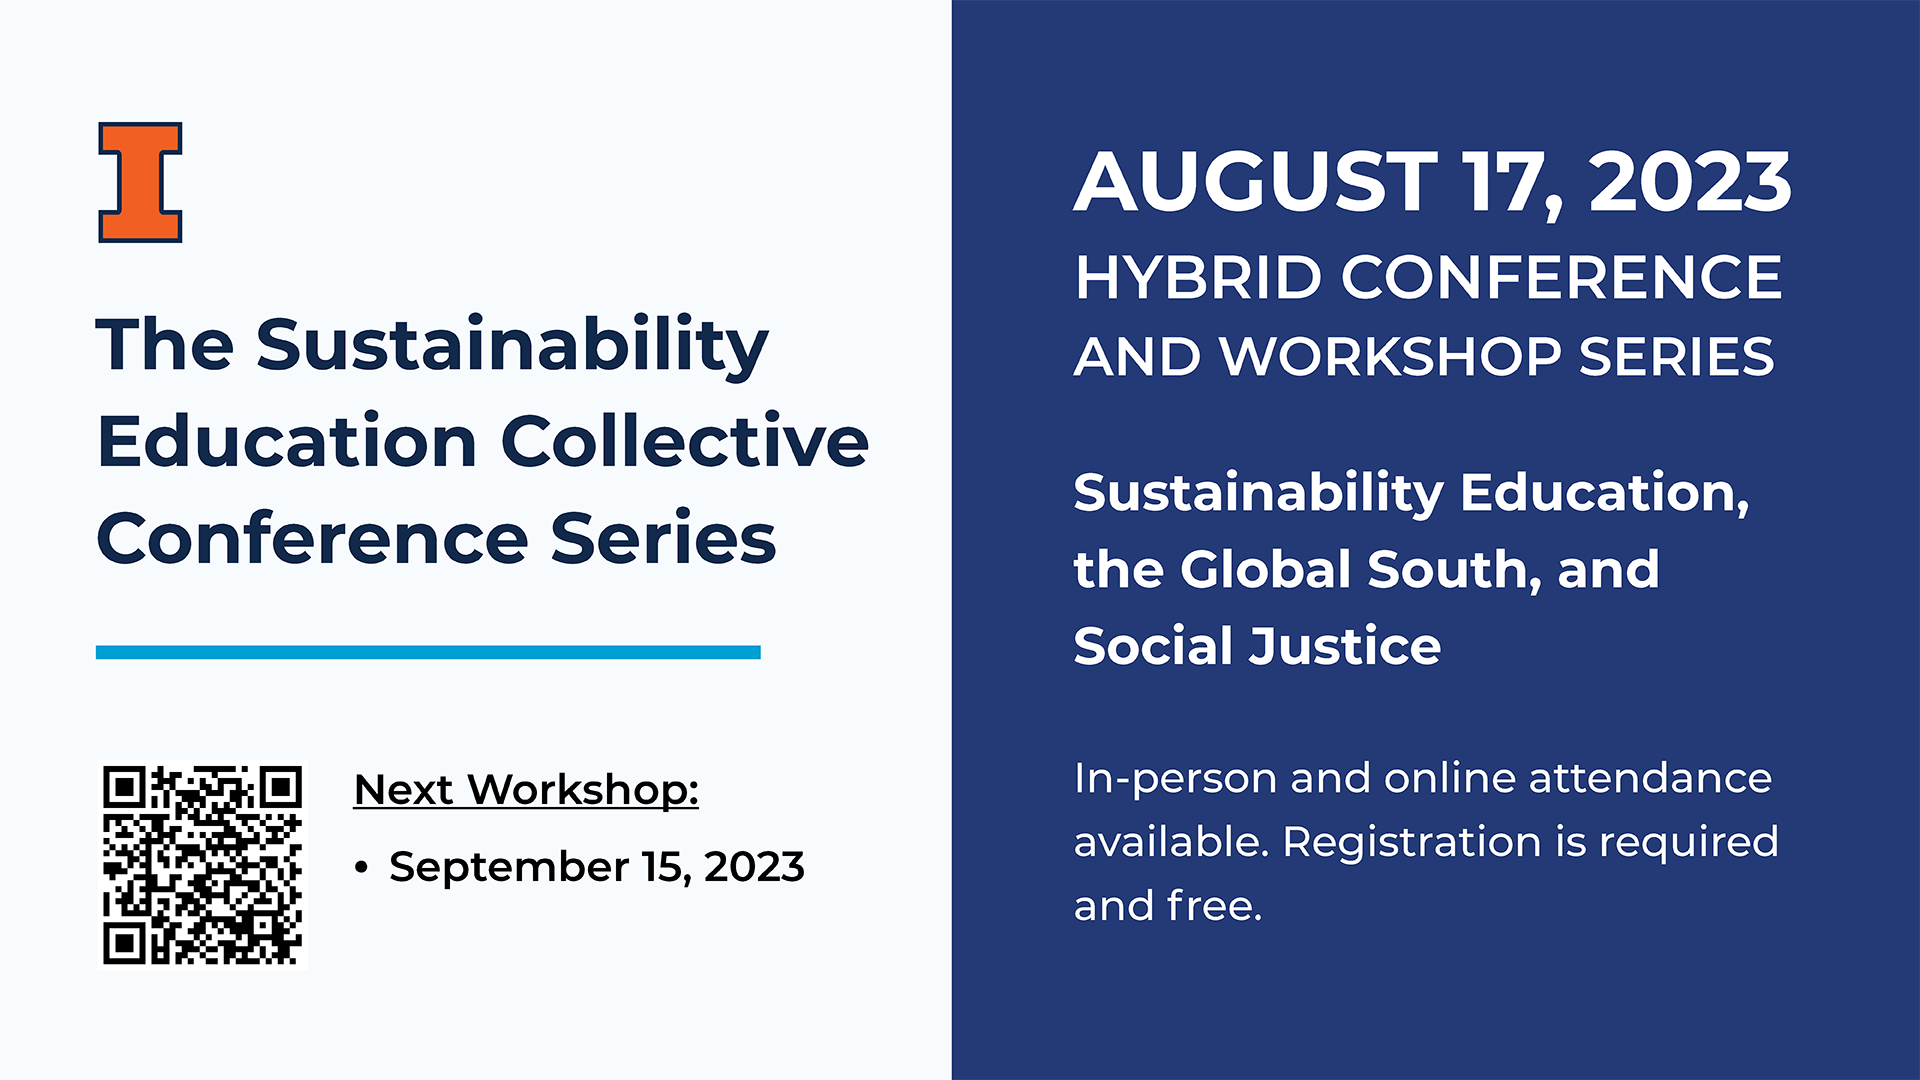 I
The Sustainability
Education Collective
Conference Series
Next Workshop:
• September 15, 2023
AUGUST 17, 2023
HYBRID CONFERENCE
AND WORKSHOP SERIES
Sustainability Education,
the Global South, and
Social Justice
In-person and online attendance
available. Registration is required
and free.